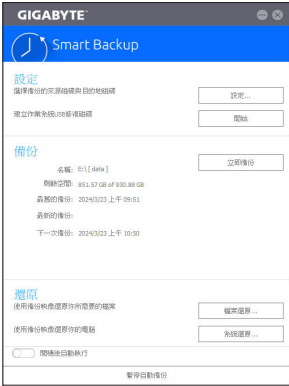 GIGABYTE™
Smart Backup
設定
選擇備份的來源磁碟與目的地磁碟
設定...
建立作業系統USB修復磁碟
開始
備份
立即備份
名稱: E:\[ data ]
剩餘空間: 851.57 GB of 930.88 GB
最舊的備份: 2024/3/23 上午 09:51
最新的備份:
下一次備份: 2024/3/23 上午 10:50
還原
使用備份映像還原你所需要的檔案
檔案還原...
使用備份映像還原你的電腦
系統還原...
開機後自動執行
暫停自動備份